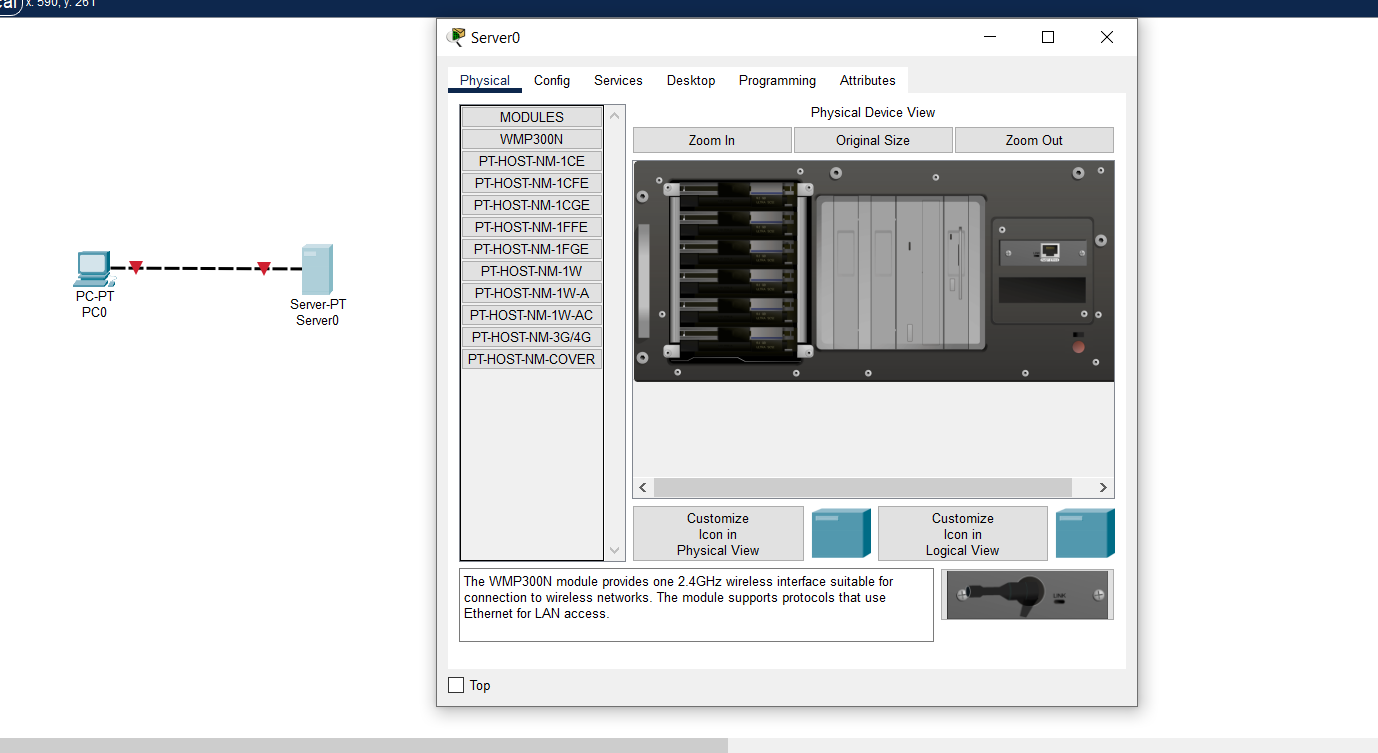 x: 590, y: 261
Server0
Physical
Config
Services
Desktop
Programming
Attributes
MODULES
WMP300N
PT-HOST-NM-1CE
PT-HOST-NM-1CFE
PT-HOST-NM-1CGE
PT-HOST-NM-1FFE
PT-HOST-NM-1FGE
PT-HOST-NM-1W
PT-HOST-NM-1W-A
PT-HOST-NM-1W-AC
PT-HOST-NM-3G/4G
PT-HOST-NM-COVER
Physical Device View
Zoom In
Original Size
Zoom Out
PC-PT
PC0
Server-PT
Server0
Customize
Icon in
Physical View
Customize
Icon in
Logical View
The WMP300N module provides one 2.4GHz wireless interface suitable for
connection to wireless networks. The module supports protocols that use
Ethernet for LAN access.
LINK
Top